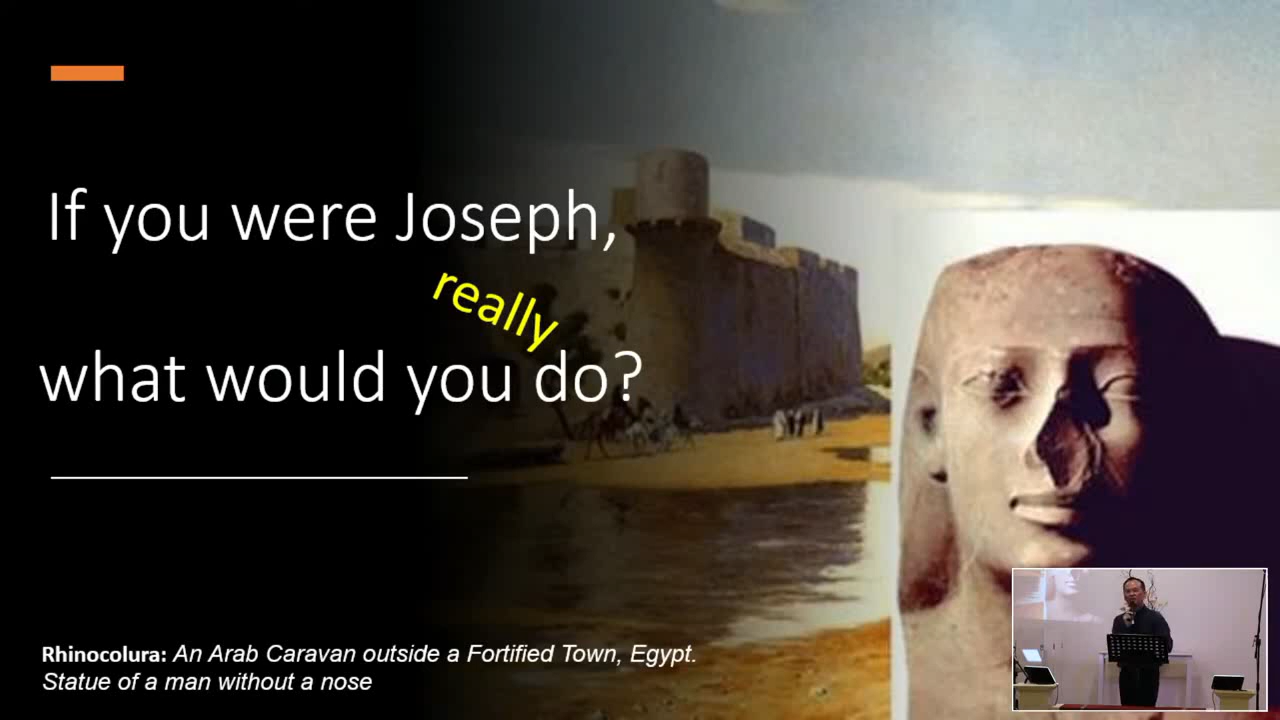 If you were Joseph,
really
what would you do?
Rhinocolura: An Arab Caravan outside a Fortified Town, Egypt.
Statue of a man without a nose